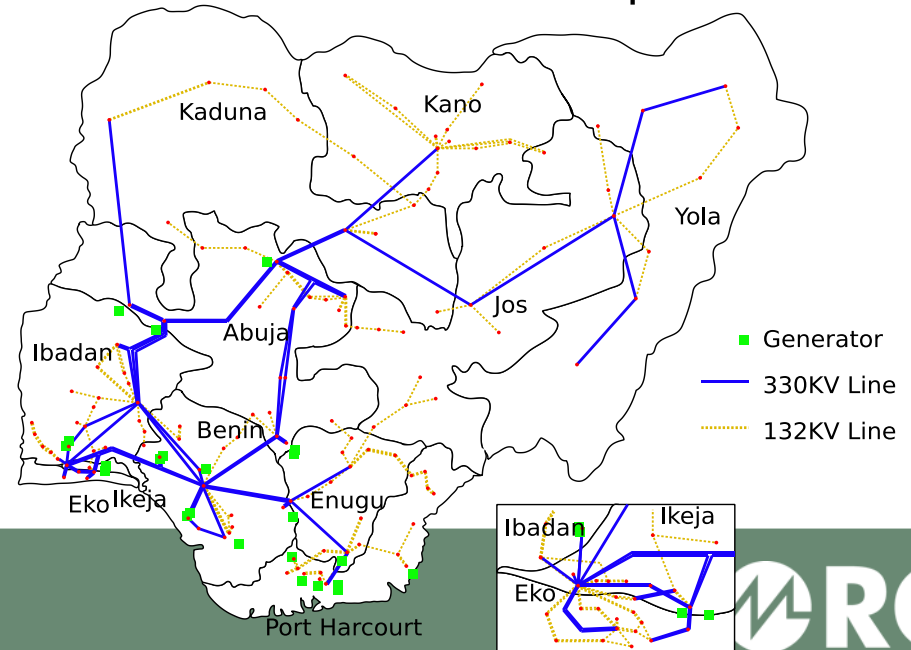 Kaduna
Kano
Yola
Jos
Abuja
Ibadan
Benin
Enugu
Eko
Ikeja
Port Harcourt
Generator
330KV Line
132KV Line
Ibadan
Ikeja
Eko